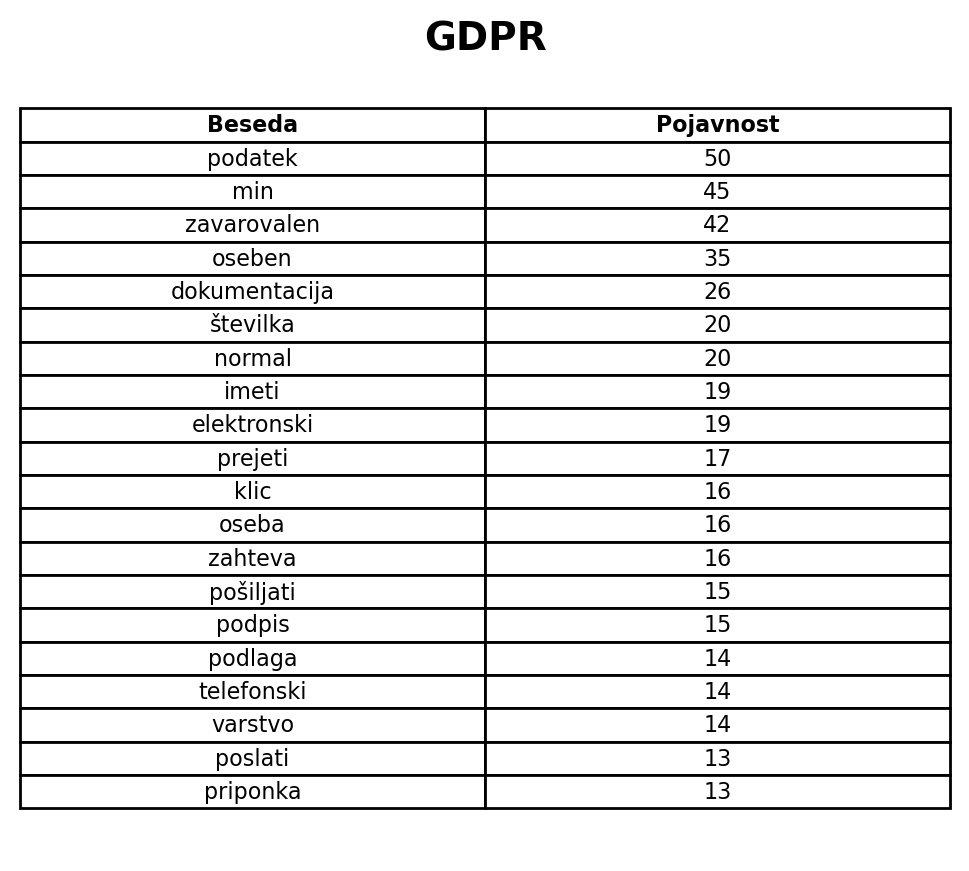 GDPR
Beseda Pojavnost
podatek 50
min 45
zavarovalen 42
oseben 35
dokumentacija 26
številka 20
normal 20
imeti 19
elektronski 19
prejeti 17
klic 16
oseba 16
zahteva 16
pošiljati 15
podpis 15
podlaga 14
telefonski 14
varstvo 14
poslati 13
priponka 13